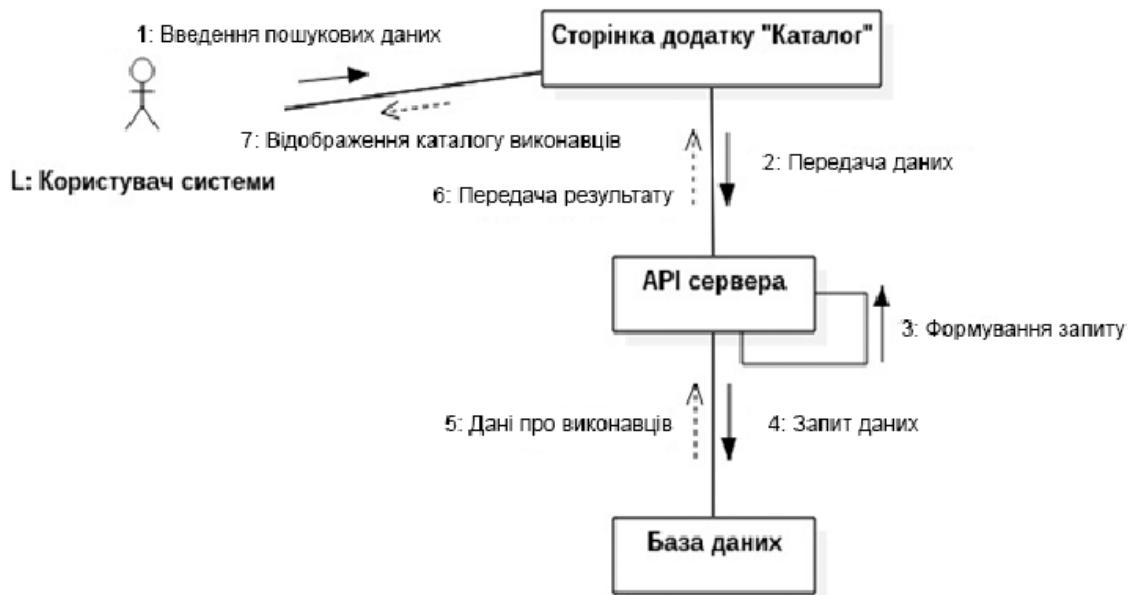 1: Введення пошукових даних
Сторінка додатку "Каталог"
7: Відображення каталогу виконавців
2: Передача даних
L: Користувач системи
6: Передача результату
API сервера
3: Формування запиту
5: Дані про виконавців
4: Запит даних
База даних